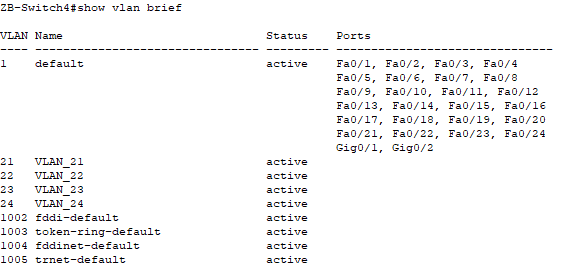 ZB-Switch4#show vlan brief
VLAN Name                             Status    Ports
---- -------------------------------- --------- -------------------------------
1    default                          active    Fa0/1, Fa0/2, Fa0/3, Fa0/4
                                                Fa0/5, Fa0/6, Fa0/7, Fa0/8
                                                Fa0/9, Fa0/10, Fa0/11, Fa0/12
                                                Fa0/13, Fa0/14, Fa0/15, Fa0/16
                                                Fa0/17, Fa0/18, Fa0/19, Fa0/20
                                                Fa0/21, Fa0/22, Fa0/23, Fa0/24
                                                Gig0/1, Gig0/2
21   VLAN_21                          active
22   VLAN_22                          active
23   VLAN_23                          active
24   VLAN_24                          active
1002 fddi-default                     active
1003 token-ring-default               active
1004 fddinet-default                  active
1005 trnet-default                    active